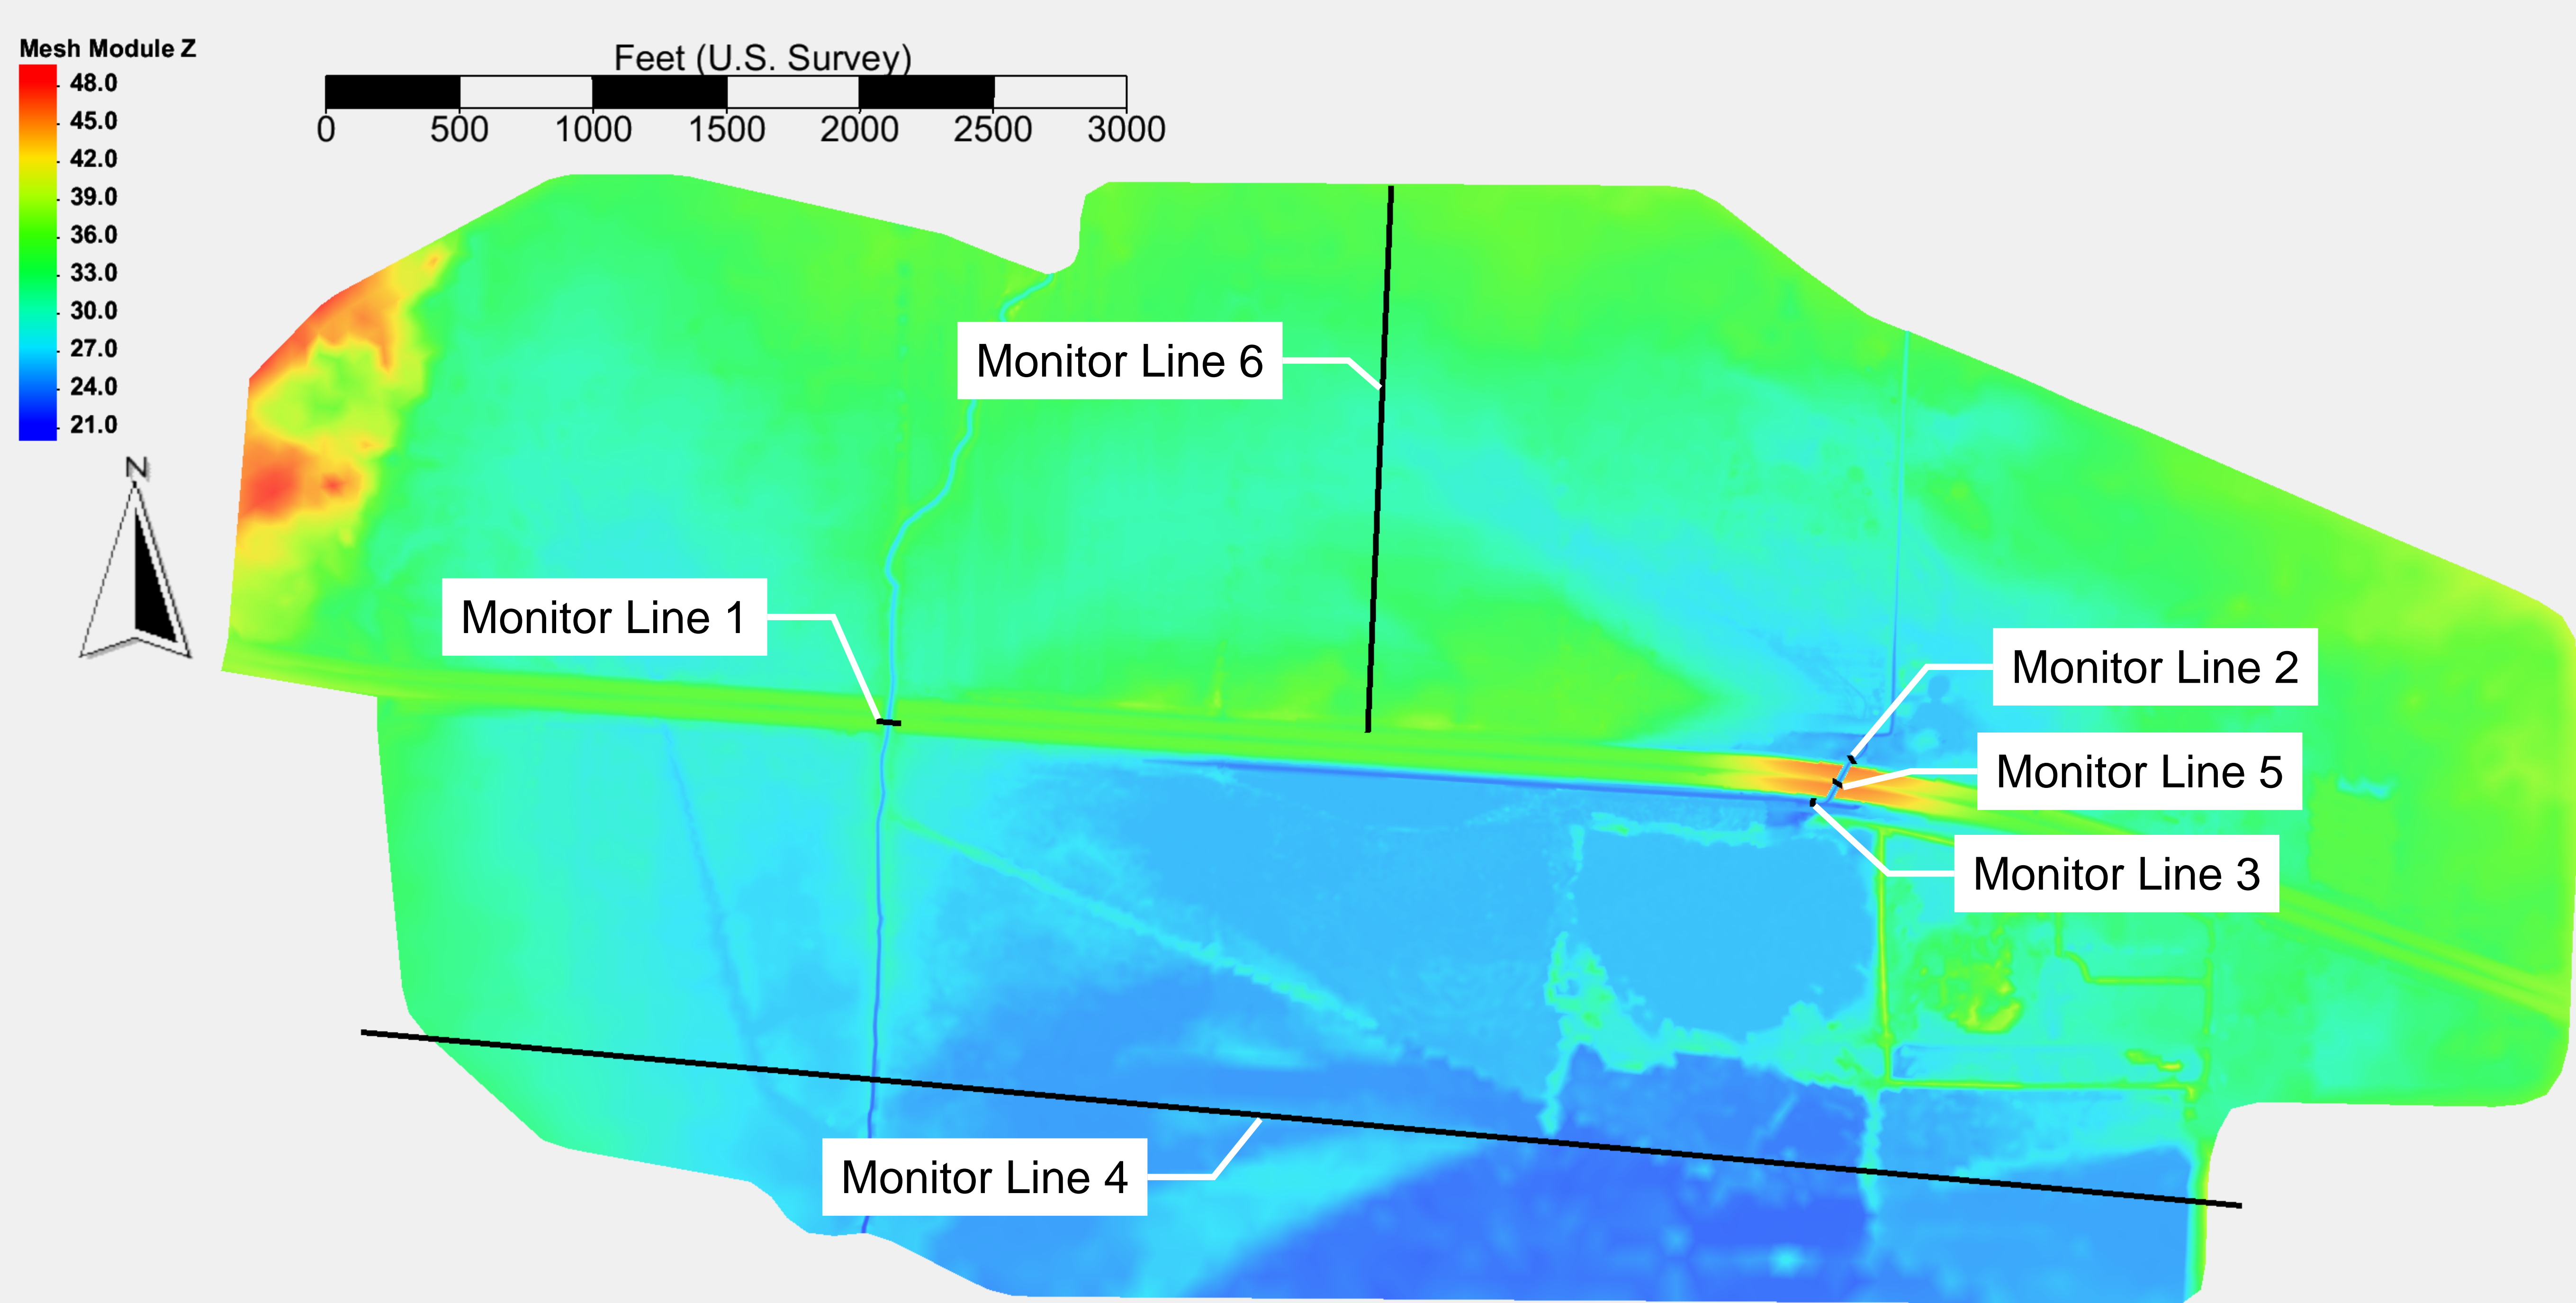 Mesh Module Z
48.0
45.0
42.0
39.0
36.0
33.0
30.0
27.0
24.0
21.0
N
Feet (U.S. Survey)
0 500 1000 1500 2000 2500 3000
Monitor Line 6
Monitor Line 1
Monitor Line 2
Monitor Line 5
Monitor Line 3
Monitor Line 4